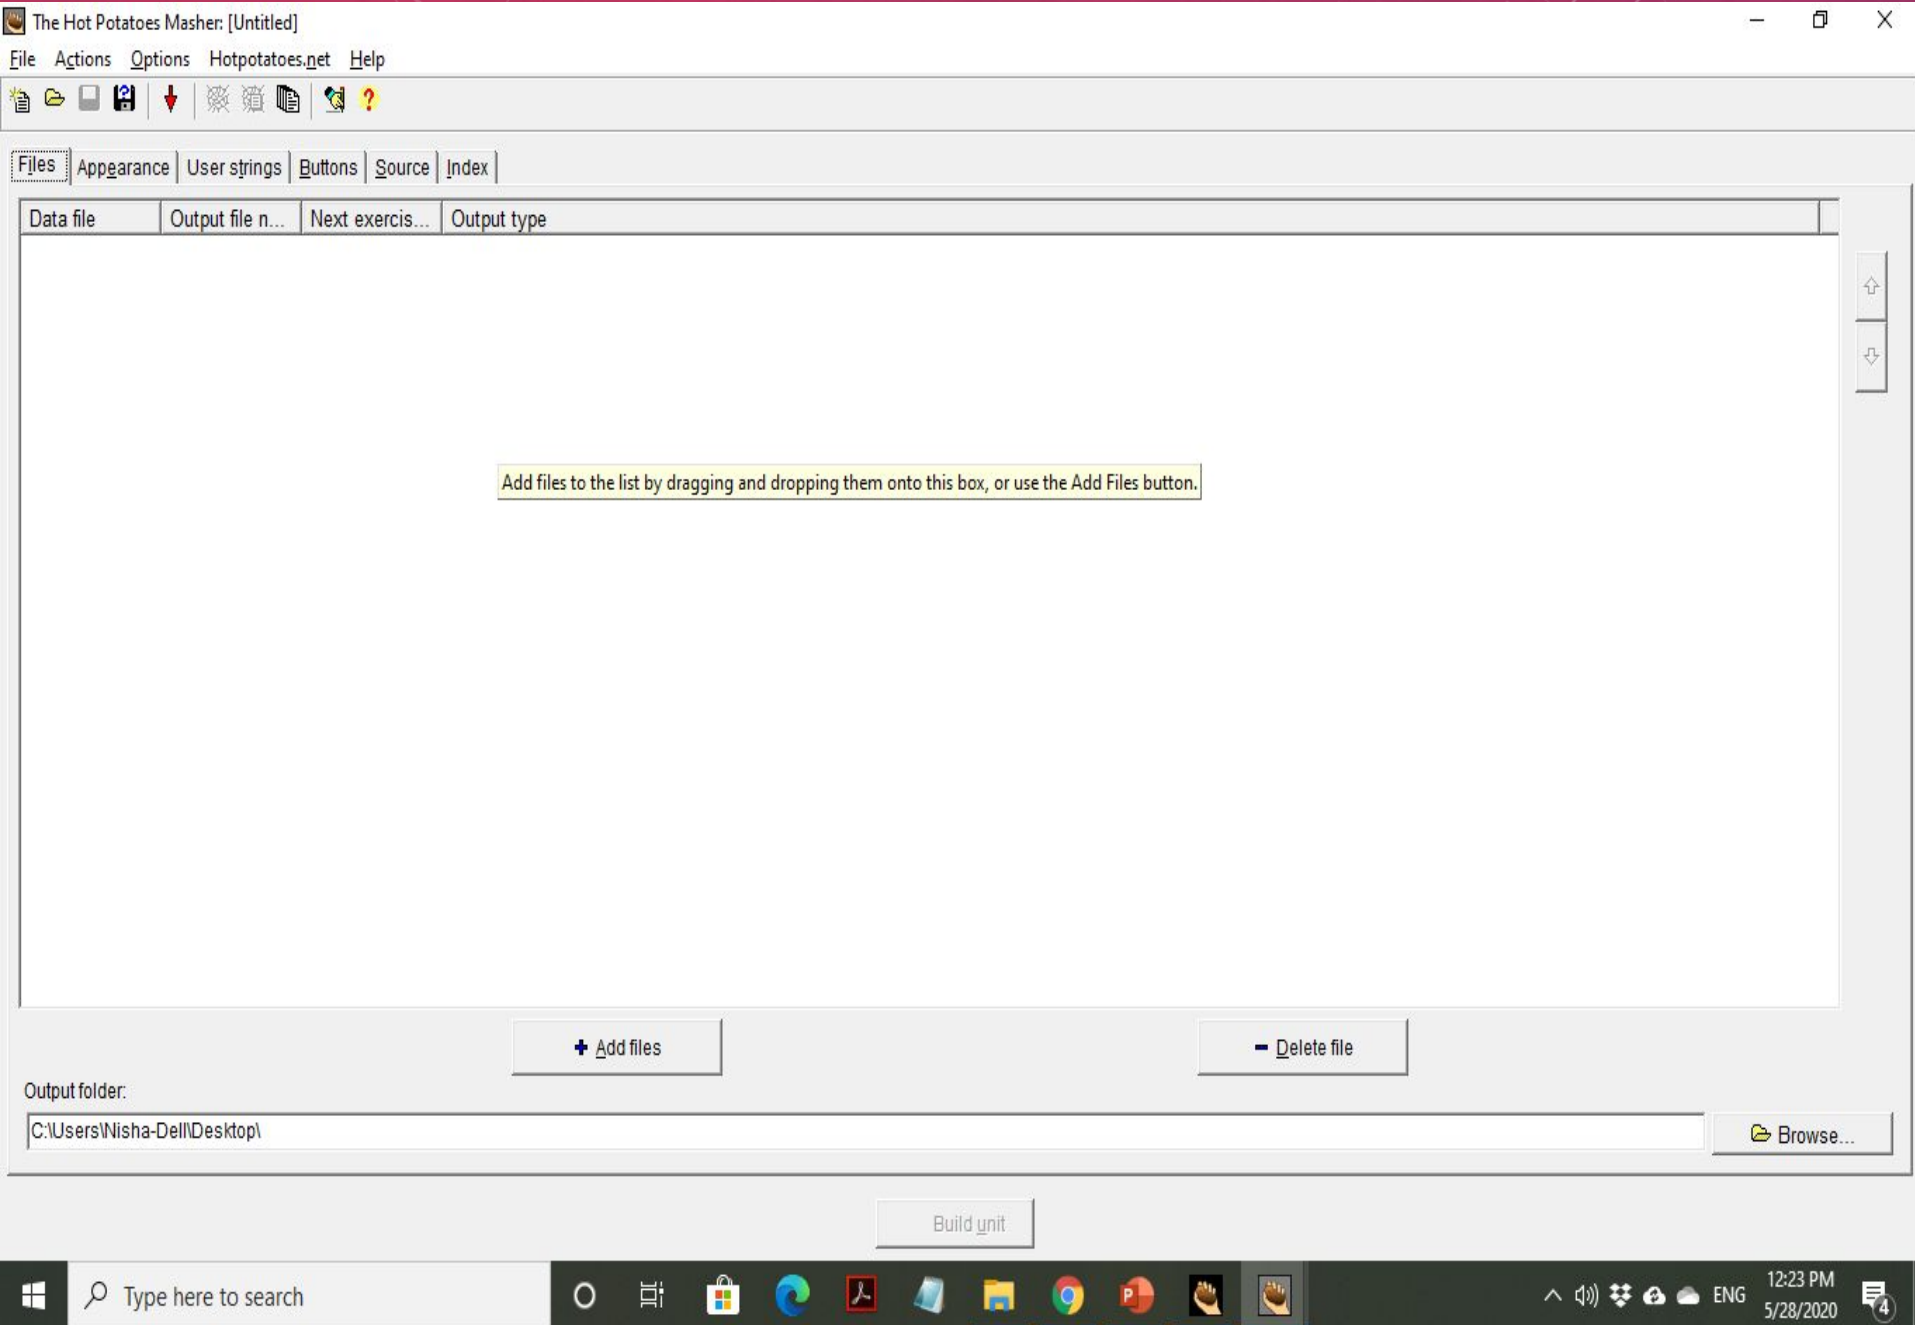 The Hot Potatoes Masher: [Untitled]
File Actions Options Hotpotatoes.net Help
Files Appearance User strings Buttons Source Index
Data file Output file n... Next exercis... Output type
Add files to the list by dragging and dropping them onto this box, or use the Add Files button.
+ Add files - Delete file
Output folder:
C:\Users\Nisha-Dell\Desktop\ Browse...
Build unit
Type here to search ENG 12:23 PM
5/28/2020 4